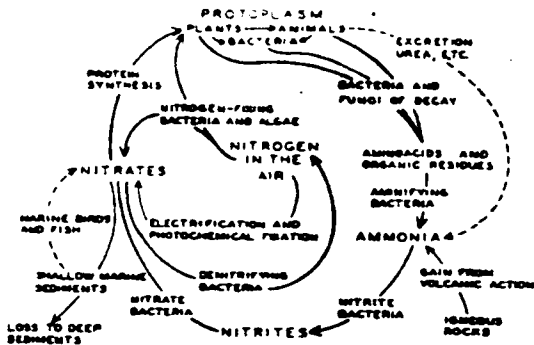 PROTOPLASM
PLANTS ANIMALS
BACTERIA
EXCRETION
UREA, ETC.
PROTEIN
SYNTHESIS
BACTERIA AND
FUNGI OF DECAY
NITROGEN-FIXING
BACTERIA AND ALGAE
NITROGEN
IN THE
AIR
AMINOACIDS AND
ORGANIC RESIDUES
NITRATES
AMNIFYING
BACTERIA
MARINE BIRDS
AND FISH
ELECTRIFICATION AND
PHOTOCHEMICAL FIXATION
AMMONIA
SHALLOW MARINE
SEDIMENTS
DENITRIFYING
BACTERIA
GAIN FROM
VOLCANIC ACTION
NITRATE
BACTERIA
NITRITE
BACTERIA
LOSS TO DEEP
SEDIMENTS
NITRITES
IGNEOUS
ROCKS